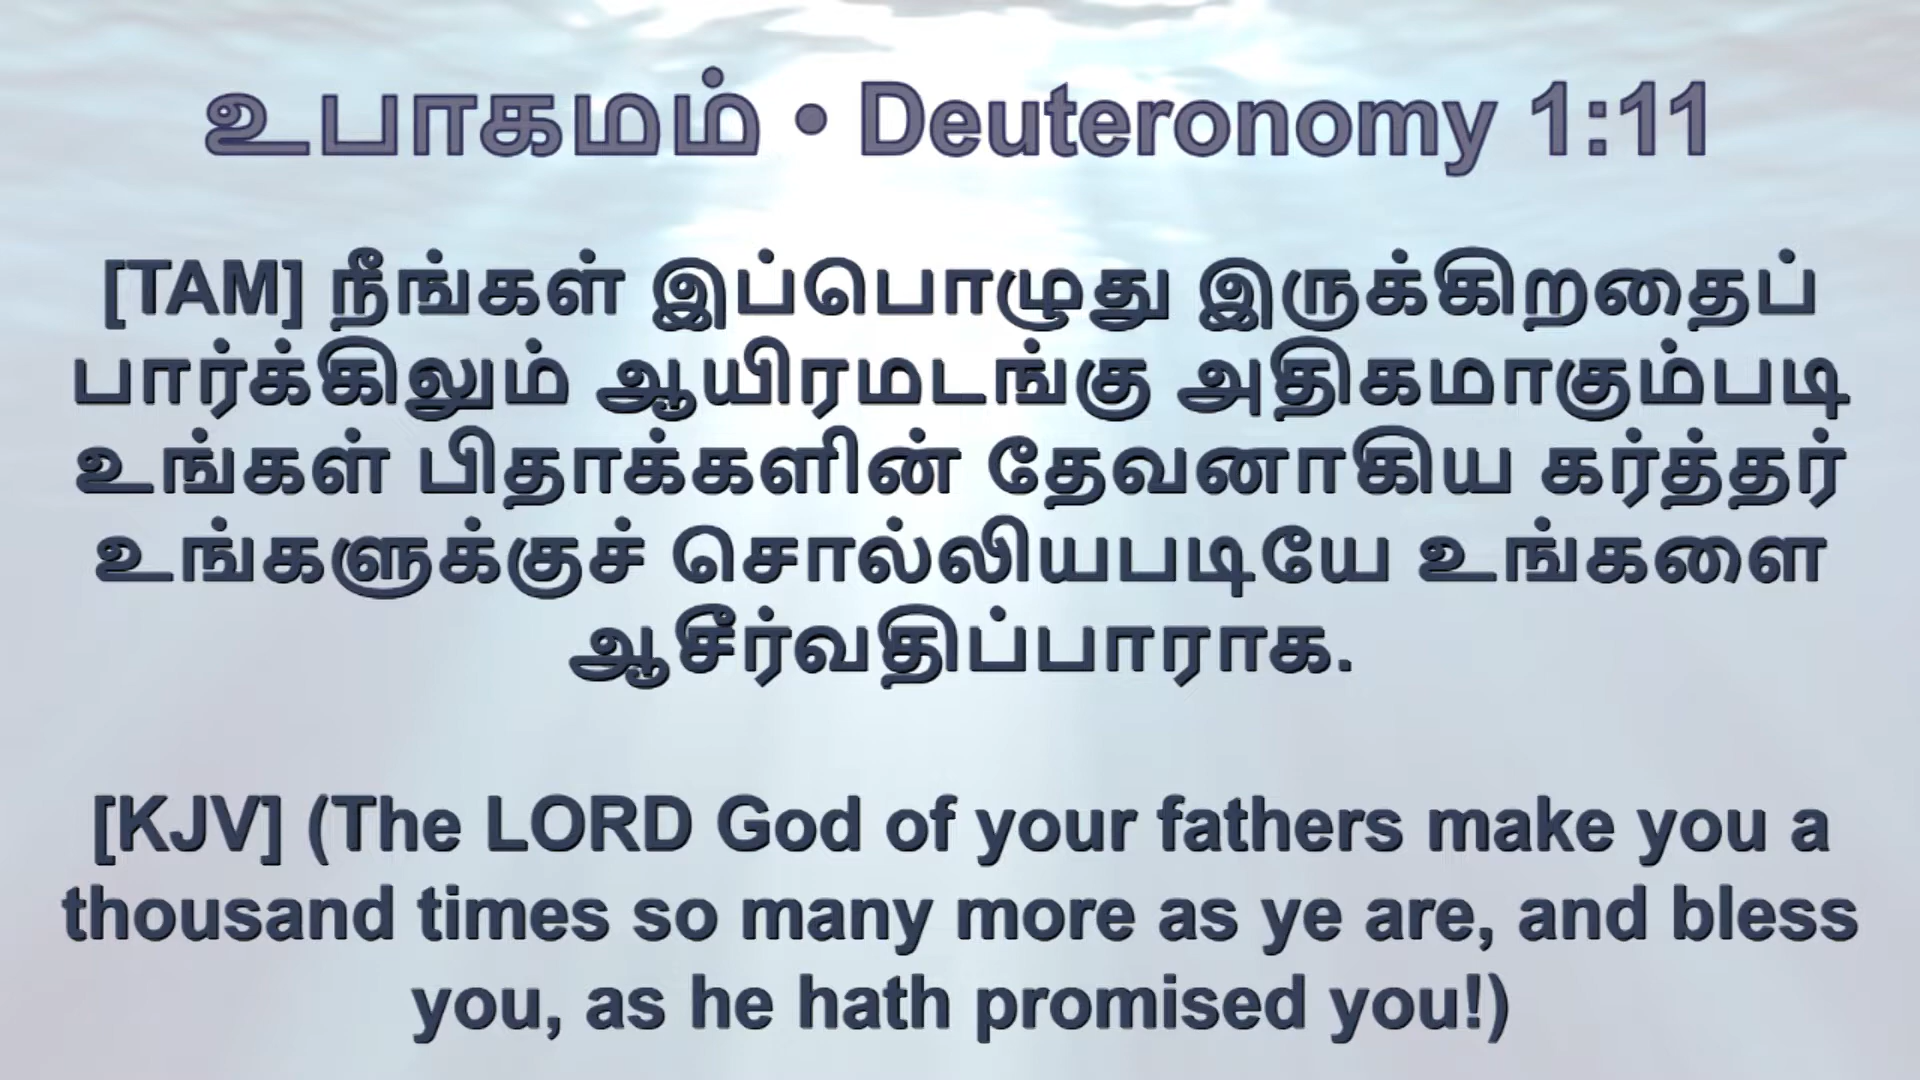 உபாகமம் • Deuteronomy 1:11
[TAM] நீங்கள் இப்பொழுது இருக்கிறதைப்
பார்க்கிலும் ஆயிரமடங்கு அதிகமாகும்படி
உங்கள் பிதாக்களின் தேவனாகிய கர்த்தர்
உங்களுக்குச் சொல்லியபடியே உங்களை
ஆசீர்வதிப்பாராக.
[KJV] (The LORD God of your fathers make you a
thousand times so many more as ye are, and bless
you, as he hath promised you!)